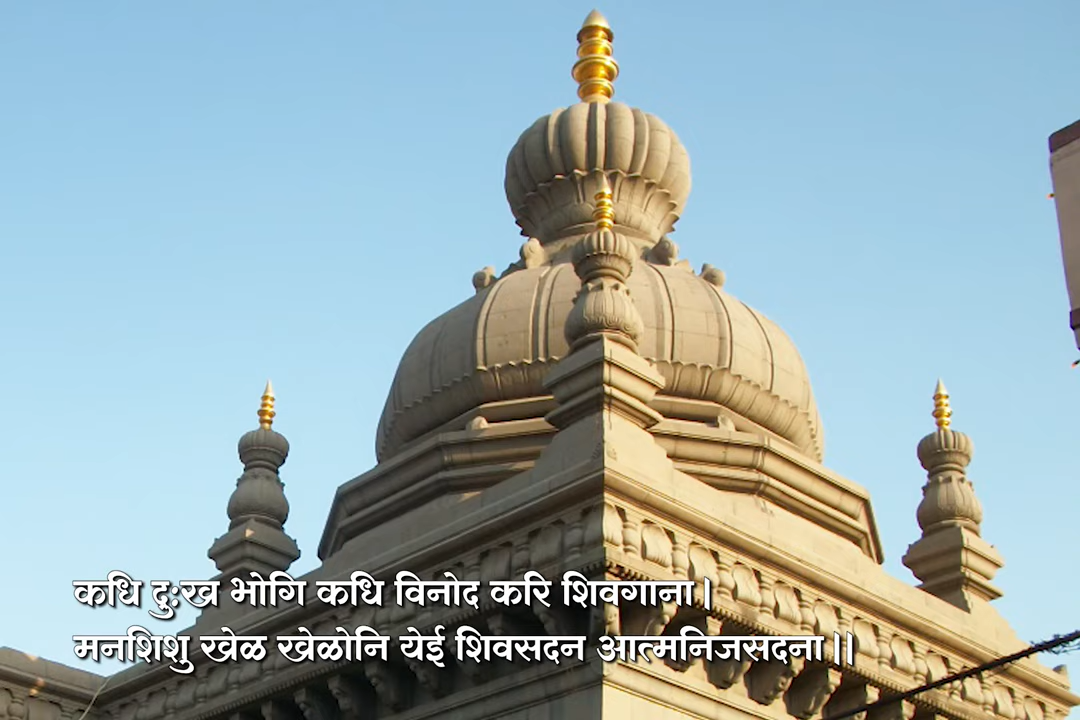 कधि दुःख भोगि कधि विनोद करि शिवगाना।
मनशिशु खेळ खेळोनि येई शिवसदन आत्मनिजसदना॥